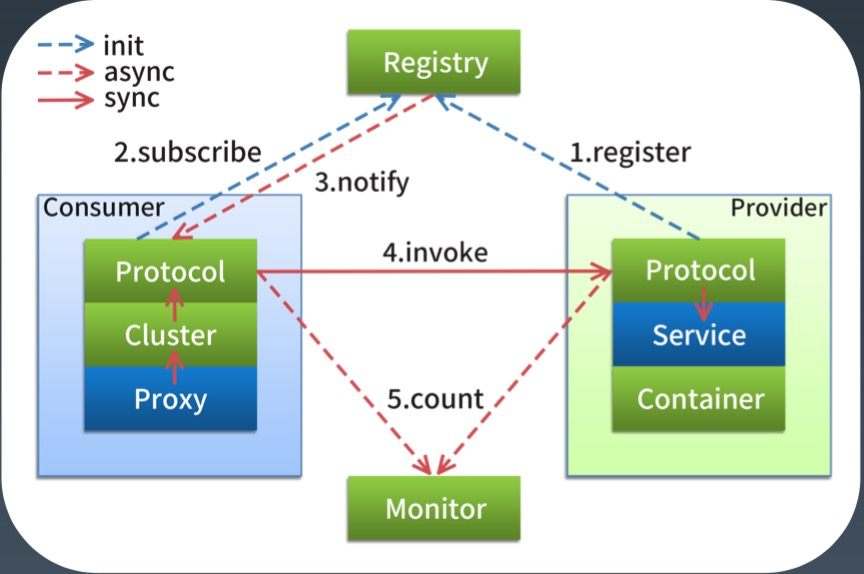 init
async
sync
Registry
2.subscribe
1.register
3.notify
Consumer
Provider
Protocol
4.invoke
Protocol
Cluster
Service
Proxy
5.count
Container
Monitor